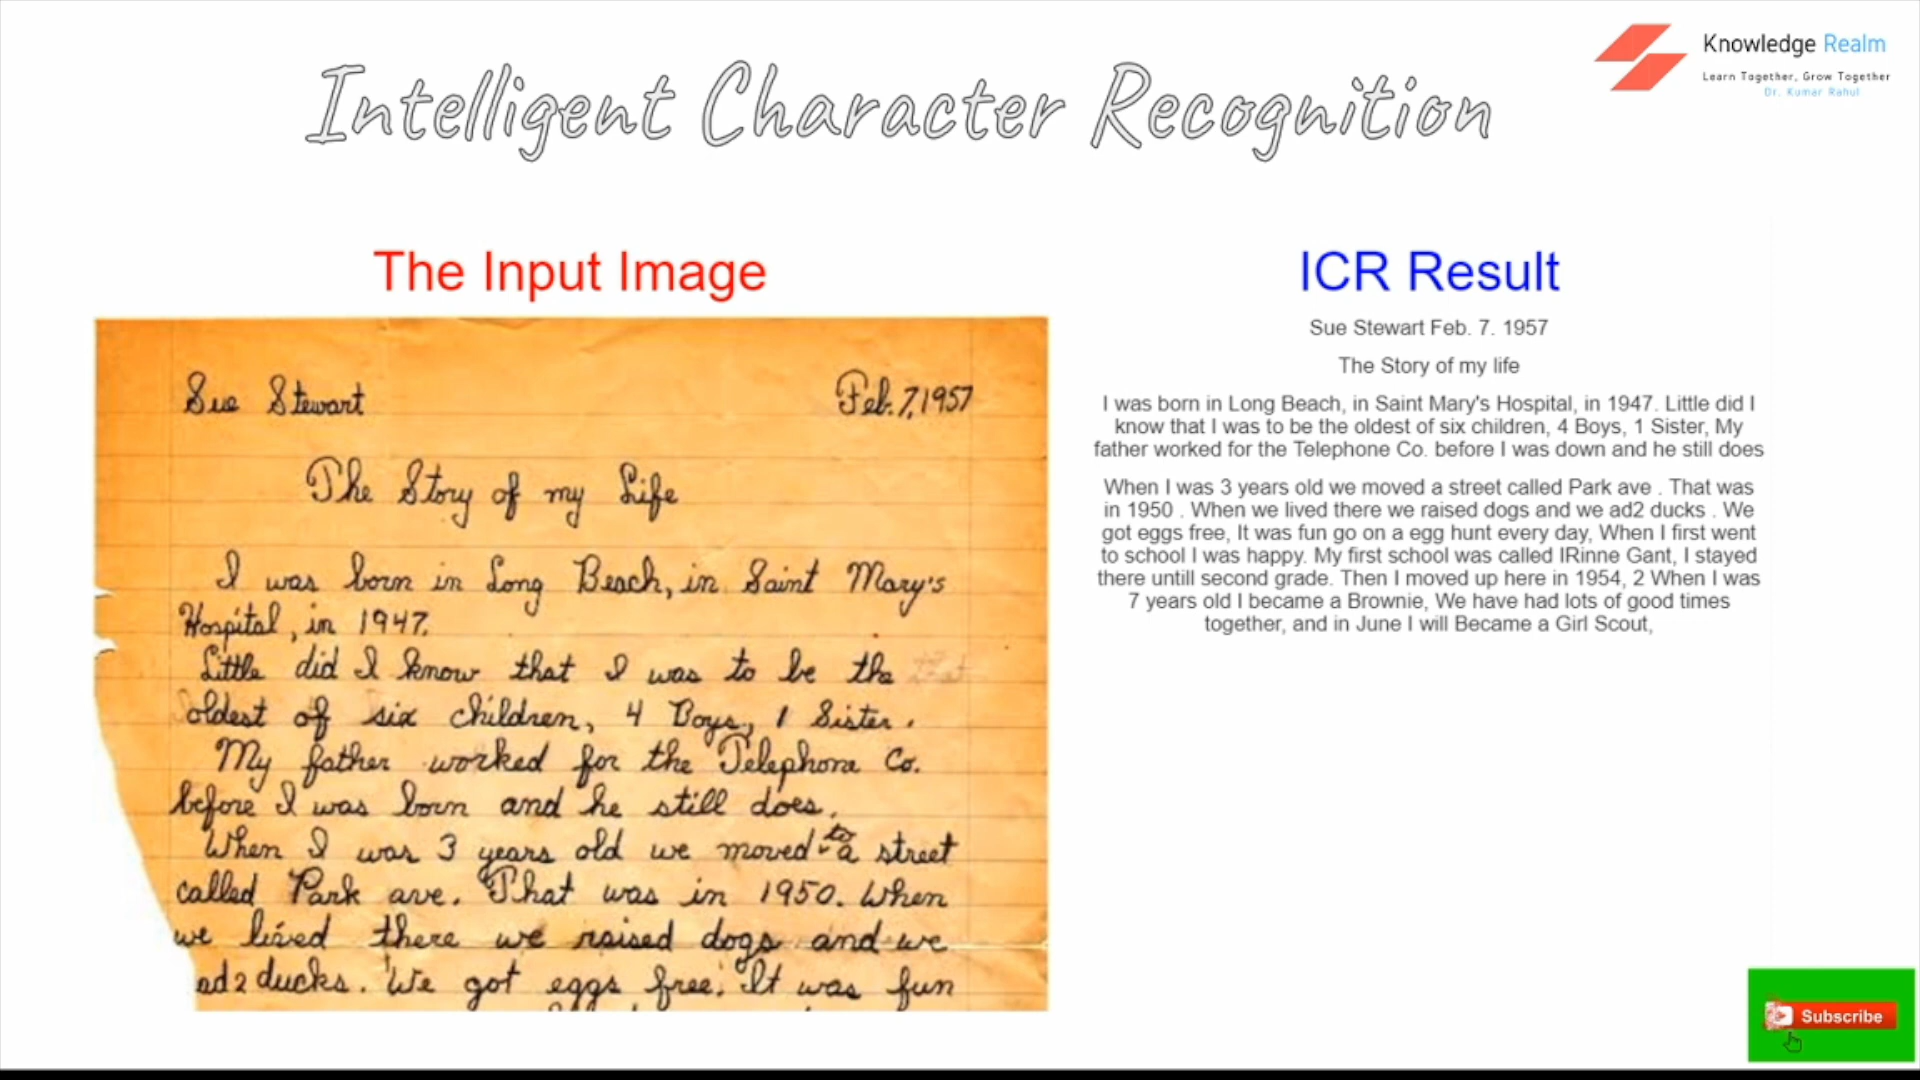 Intelligent Character Recognition
Knowledge Realm
Learn Together, Grow Together
Dr. Kumar Rahul
The Input Image
Sue Stewart Feb. 7, 1957
The Story of my Life
I was born in Long Beach, in Saint Mary's
Hospital, in 1947.
Little did I know that I was to be the that
oldest of six children, 4 Boys, 1 Sister.
My father worked for the Telephone Co.
before I was born and he still does.
When I was 3 years old we moved to a street
called Park ave. That was in 1950. When
we lived there we raised dogs and we
ad 2 ducks. We got eggs free. It was fun
ICR Result
Sue Stewart Feb. 7. 1957
The Story of my life
I was born in Long Beach, in Saint Mary's Hospital, in 1947. Little did I
know that I was to be the oldest of six children, 4 Boys, 1 Sister, My
father worked for the Telephone Co. before I was down and he still does
When I was 3 years old we moved a street called Park ave . That was
in 1950 . When we lived there we raised dogs and we ad2 ducks . We
got eggs free, It was fun go on a egg hunt every day, When I first went
to school I was happy. My first school was called IRinne Gant, I stayed
there untill second grade. Then I moved up here in 1954, 2 When I was
7 years old I became a Brownie, We have had lots of good times
together, and in June I will Became a Girl Scout,
Subscribe